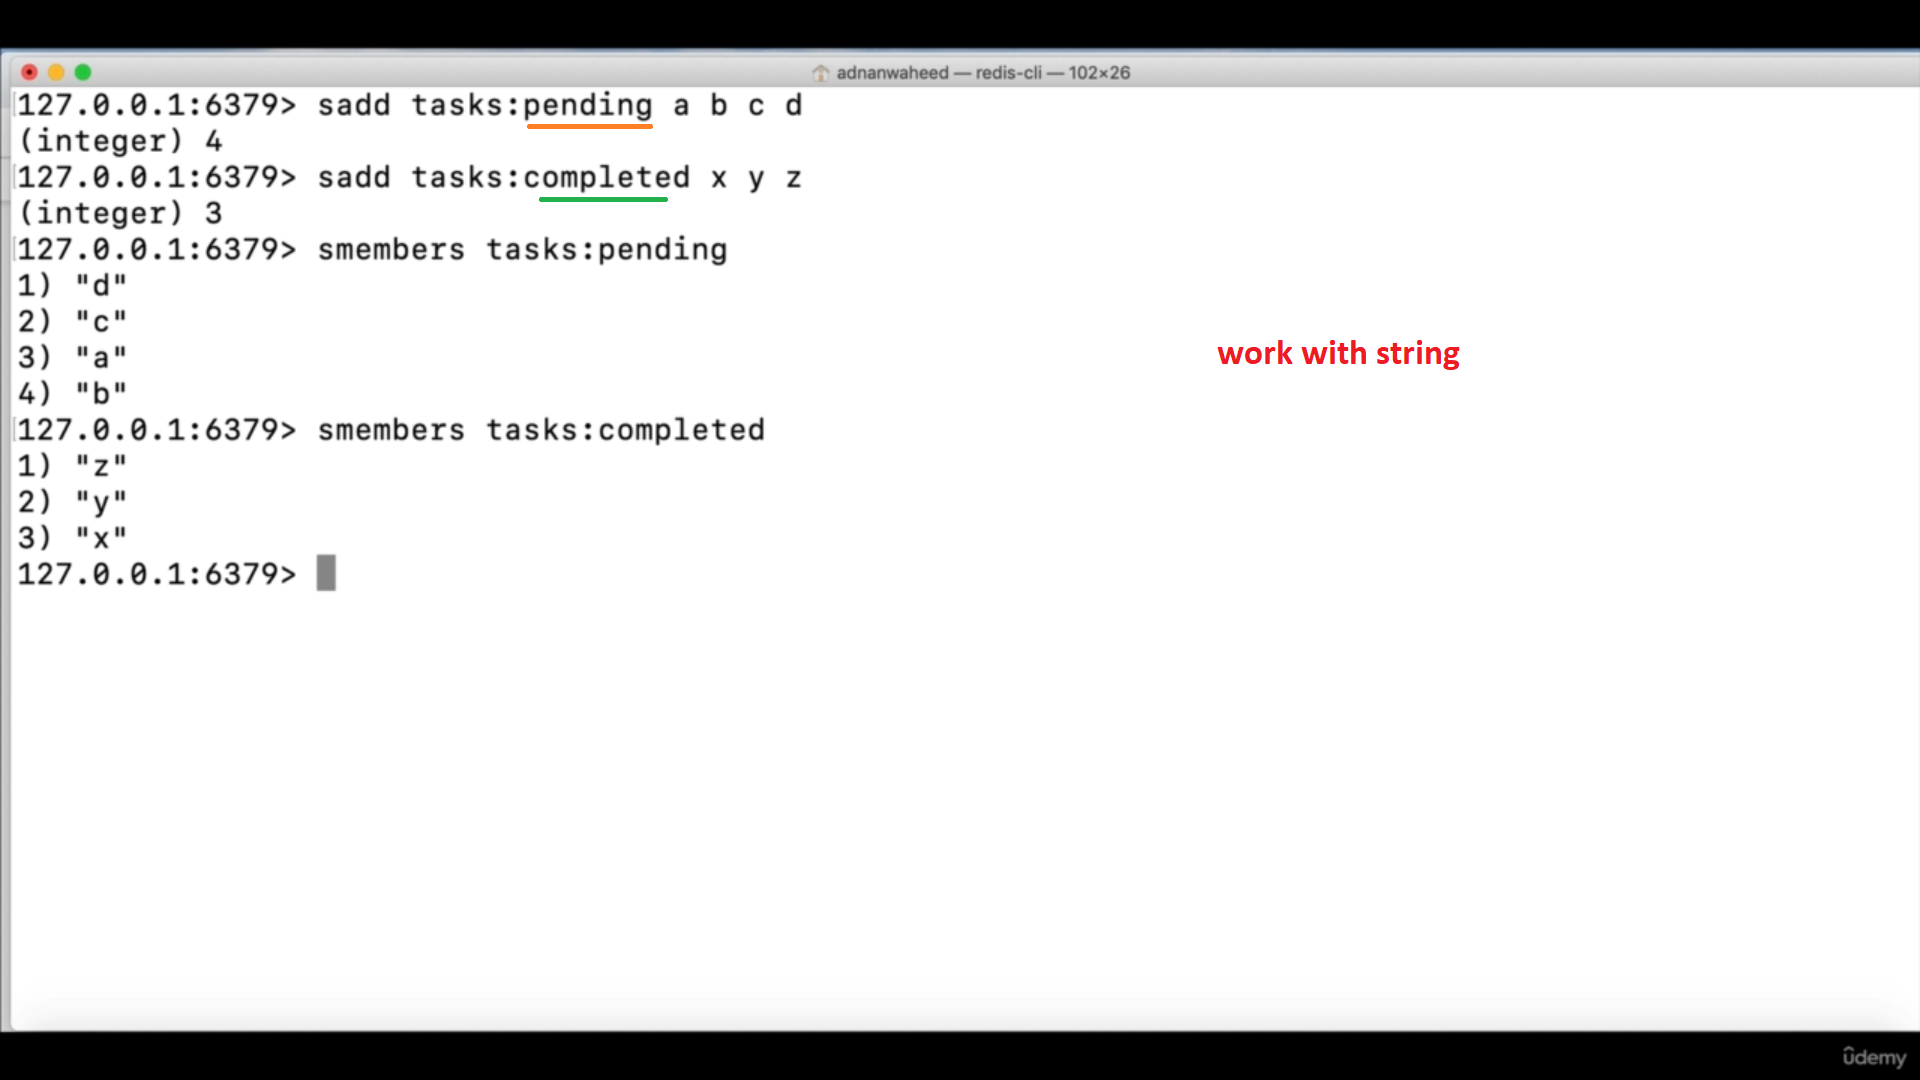 adnanwaheed — redis-cli — 102×26
127.0.0.1:6379> sadd tasks:pending a b c d
(integer) 4
127.0.0.1:6379> sadd tasks:completed x y z
(integer) 3
127.0.0.1:6379> smembers tasks:pending
1) "d"
2) "c"
3) "a"
4) "b"
work with string
127.0.0.1:6379> smembers tasks:completed
1) "z"
2) "y"
3) "x"
127.0.0.1:6379>
ûdemy